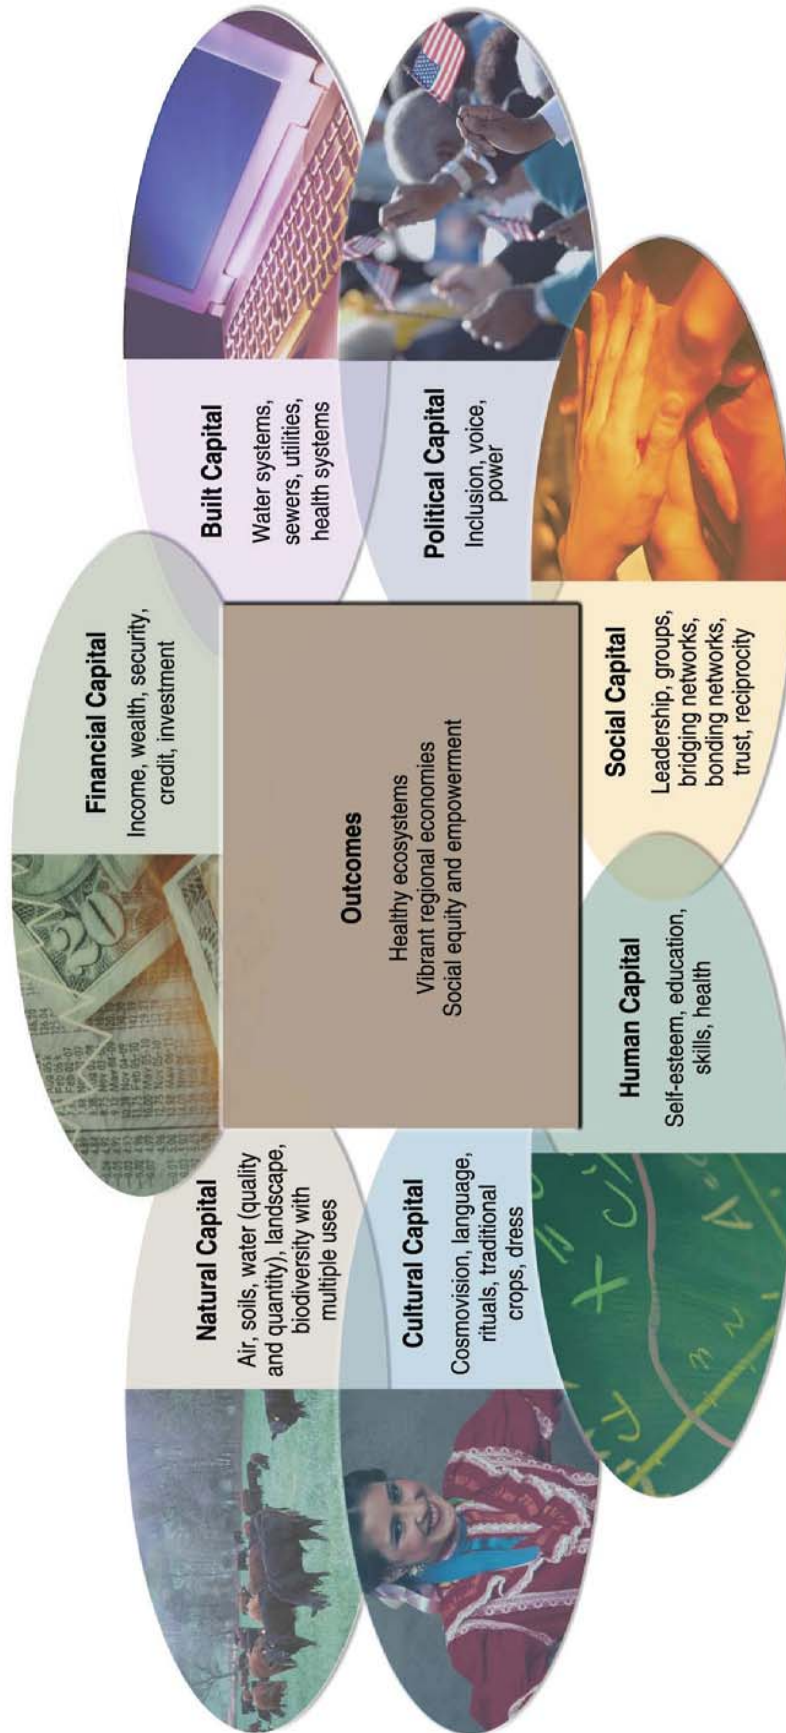 Financial Capital
Income, wealth, security,
credit, investment
Natural Capital
Air, soils, water (quality
and quantity), landscape,
biodiversity with
multiple uses
Built Capital
Water systems,
sewers, utilities,
health systems
Cultural Capital
Cosmovision, language,
rituals, traditional
crops, dress
Outcomes
Healthy ecosystems
Vibrant regional economies
Social equity and empowerment
Political Capital
Inclusion, voice,
power
Human Capital
Self-esteem, education,
skills, health
Social Capital
Leadership, groups,
bridging networks,
bonding networks,
trust, reciprocity
20